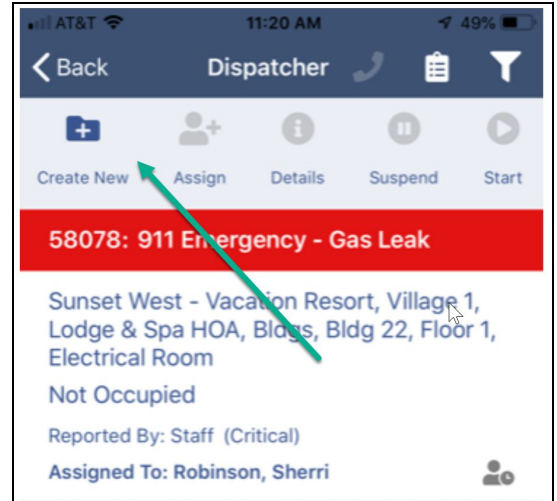 AT&T 11:20 AM 49%
Back Dispatcher
Create New Assign Details Suspend Start
58078: 911 Emergency - Gas Leak
Sunset West - Vacation Resort, Village 1,
Lodge & Spa HOA, Bldgs, Bldg 22, Floor 1,
Electrical Room
Not Occupied
Reported By: Staff (Critical)
Assigned To: Robinson, Sherri